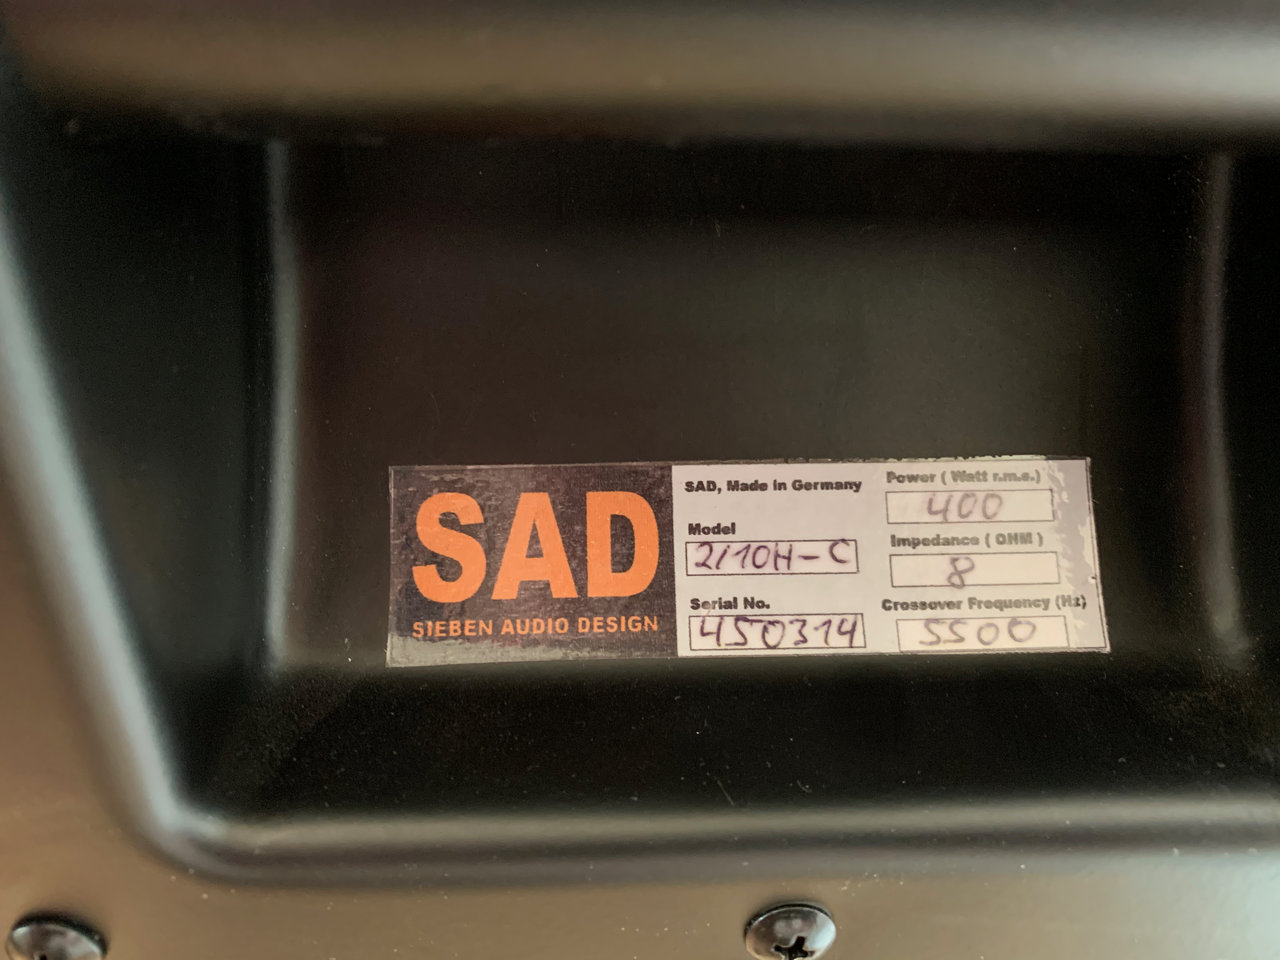 SAD
SIEBEN AUDIO DESIGN
SAD, Made in Germany
Model
2/10H-C
Serial No.
450314
Power ( Watt r.m.s.)
400
Impedance ( OHM )
8
Crossover Frequency (Hz)
5500